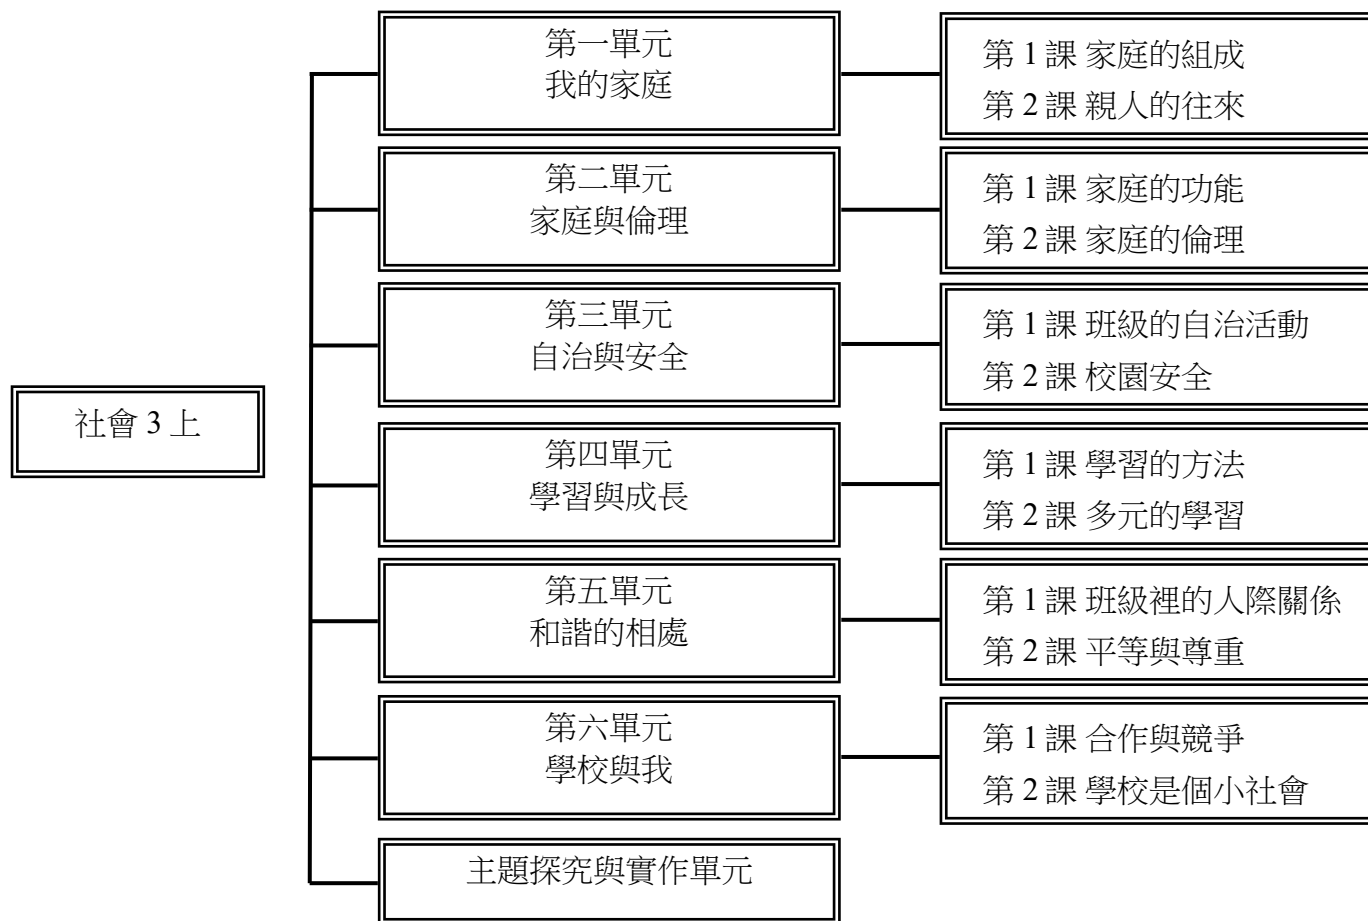 社會 3 上
第一單元
我的家庭
第 1 課 家庭的組成
第 2 課 親人的往來
第二單元
家庭與倫理
第 1 課 家庭的功能
第 2 課 家庭的倫理
第三單元
自治與安全
第 1 課 班級的自治活動
第 2 課 校園安全
第四單元
學習與成長
第 1 課 學習的方法
第 2 課 多元的學習
第五單元
和諧的相處
第 1 課 班級裡的人際關係
第 2 課 平等與尊重
第六單元
學校與我
第 1 課 合作與競爭
第 2 課 學校是個小社會
主題探究與實作單元